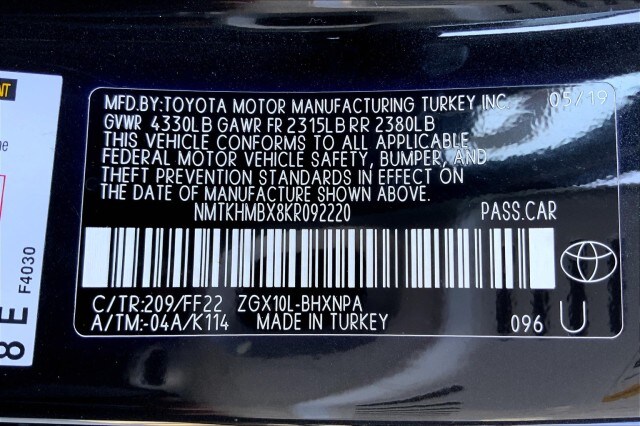 MFD.BY:TOYOTA MOTOR MANUFACTURING TURKEY INC. 05/19
GVWR 4330LB GAWR FR 2315LB RR 2380LB
THIS VEHICLE CONFORMS TO ALL APPLICABLE
FEDERAL MOTOR VEHICLE SAFETY, BUMPER, AND
THEFT PREVENTION STANDARDS IN EFFECT ON
THE DATE OF MANUFACTURE SHOWN ABOVE.
NMTKHMBX8KR092220 PASS.CAR
C/TR:209/FF22 ZGX10L-BHXNPA
A/TM:-04A/K114 MADE IN TURKEY 096 U
F4030
8 E